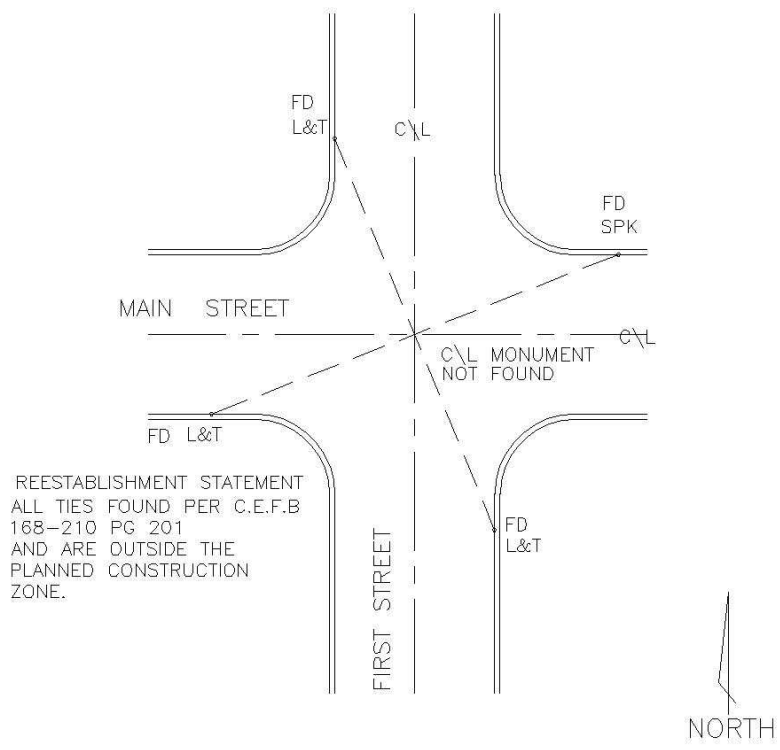 FD
L&T
C\L
FD
SPK
MAIN STREET
C\L
C\L MONUMENT
NOT FOUND
FD L&T
REESTABLISHMENT STATEMENT
ALL TIES FOUND PER C.E.F.B
168-210 PG 201
AND ARE OUTSIDE THE
PLANNED CONSTRUCTION
ZONE.
FD
L&T
FIRST STREET
NORTH